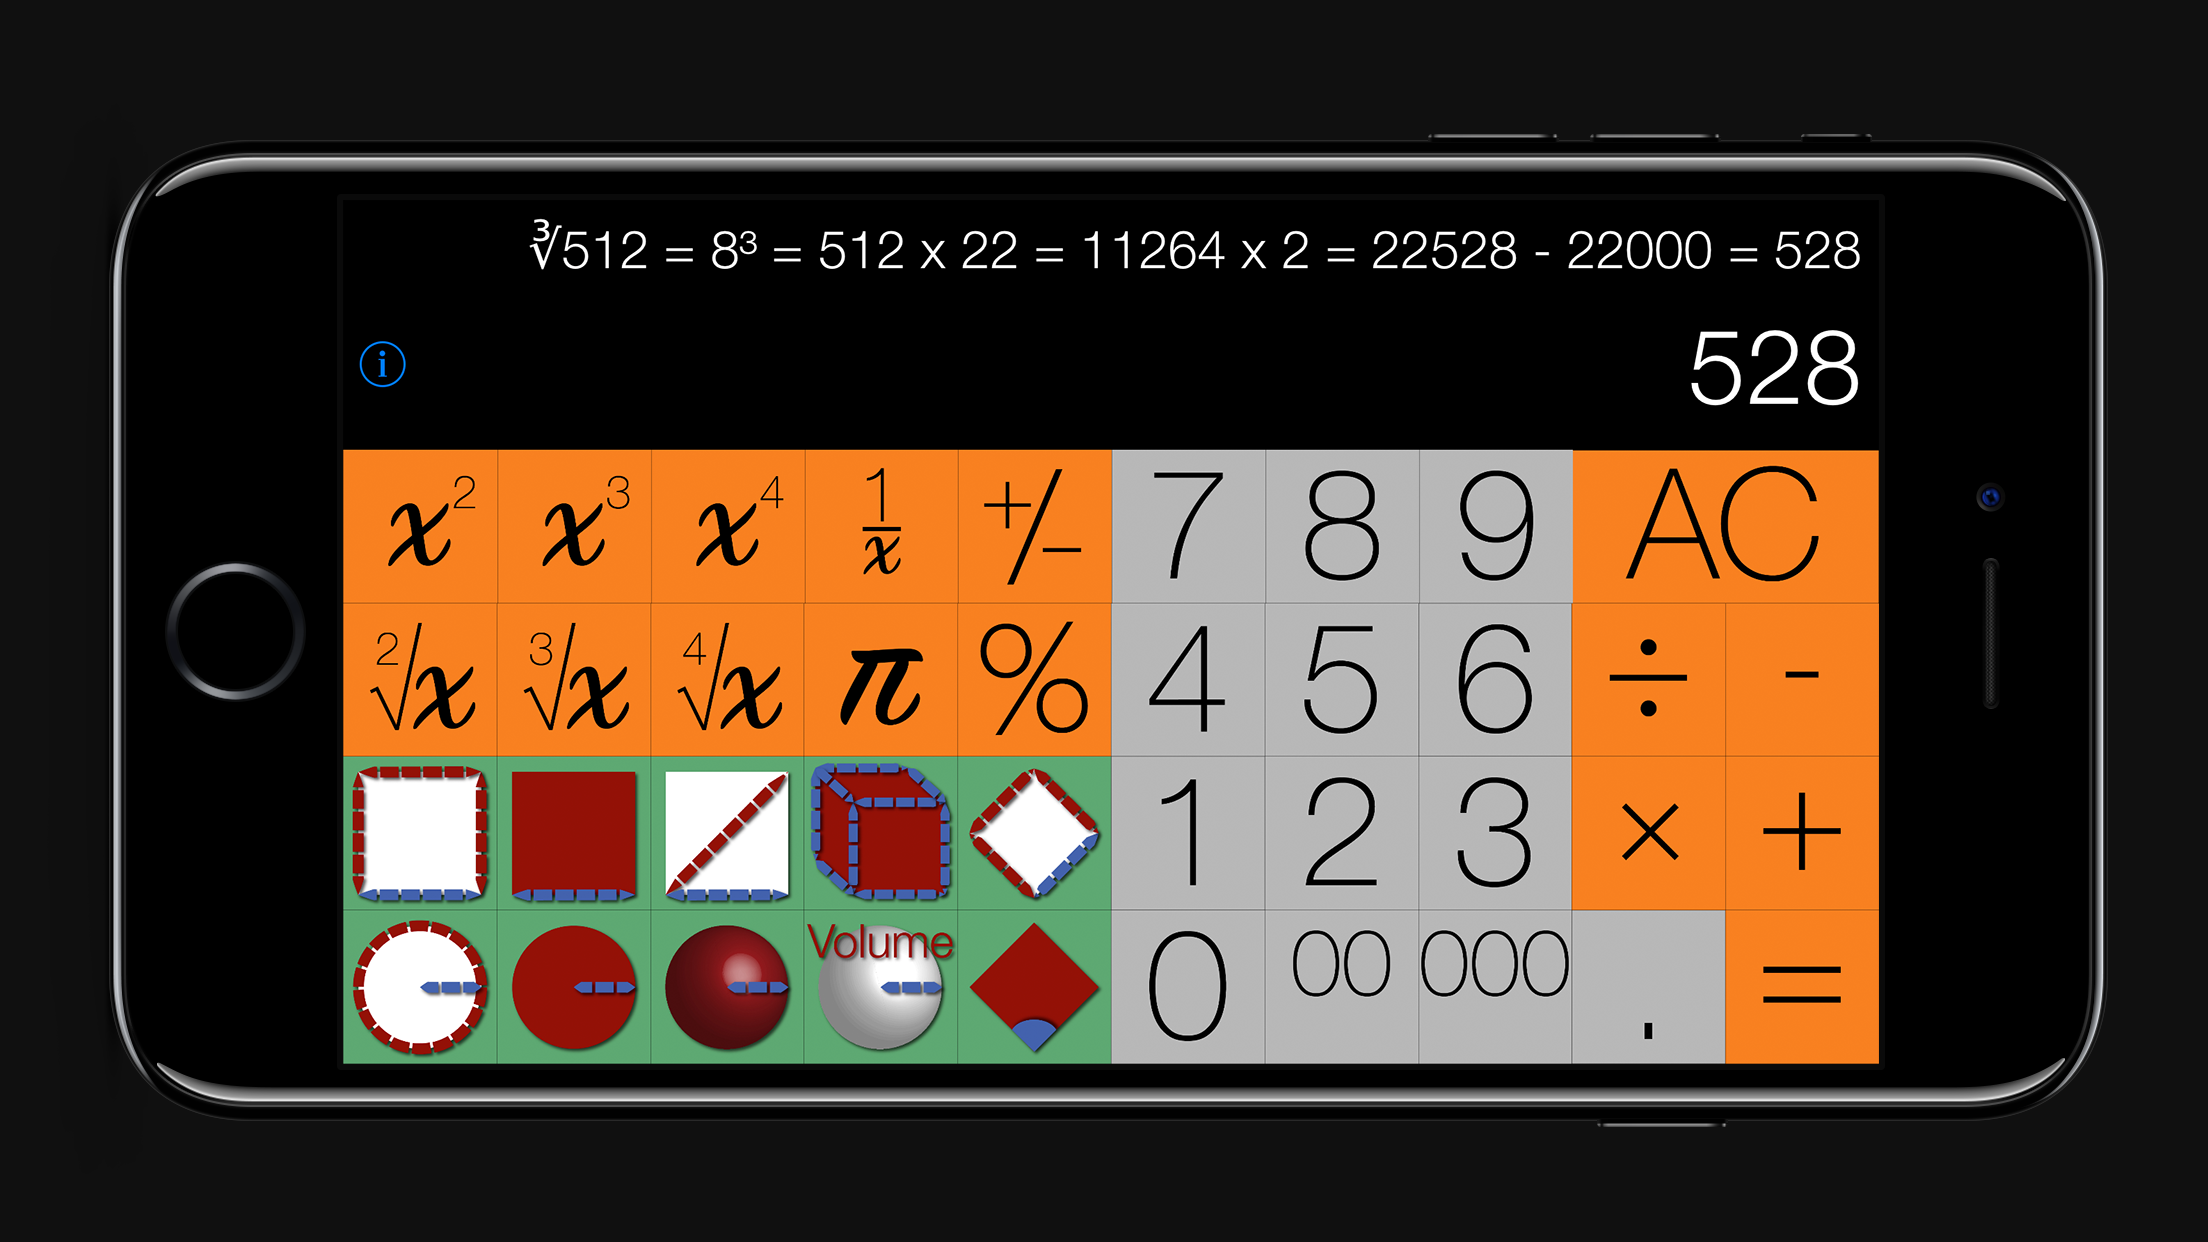 ∛512 = 8³ = 512 x 22 = 11264 x 2 = 22528 - 22000 = 528
i
528
x² x³ x⁴ 1/x +/- 7 8 9 AC
²√x ³√x ⁴√x π % 4 5 6 ÷ -
1 2 3 × +
Volume 0 00 000 . =